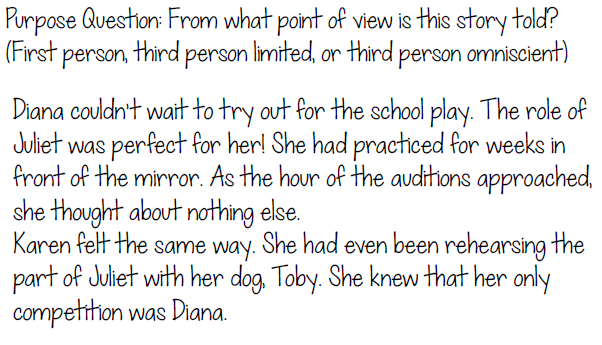 Purpose Question: From what point of view is this story told?
(First person, third person limited, or third person omniscient)
Diana couldn't wait to try out for the school play. The role of
Juliet was perfect for her! She had practiced for weeks in
front of the mirror. As the hour of the auditions approached,
she thought about nothing else.
Karen felt the same way. She had even been rehearsing the
part of Juliet with her dog, Toby. She knew that her only
competition was Diana.